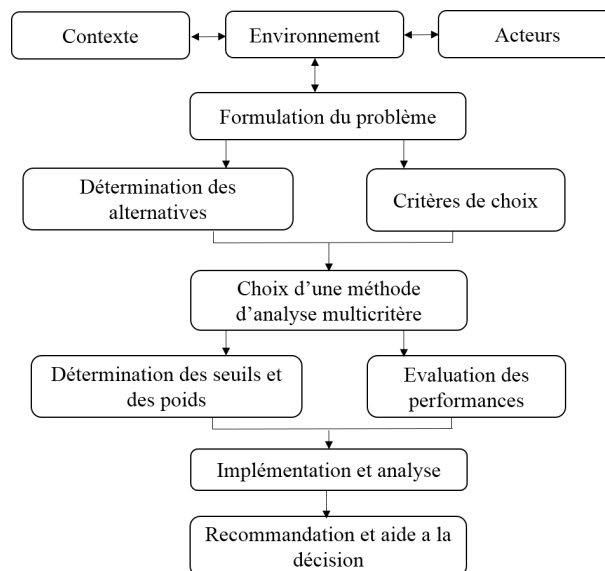 Contexte
Environnement
Acteurs
Formulation du problème
Détermination des
alternatives
Critères de choix
Choix d'une méthode
d'analyse multicritère
Détermination des seuils et
des poids
Evaluation des
performances
Implémentation et analyse
Recommandation et aide a la
décision